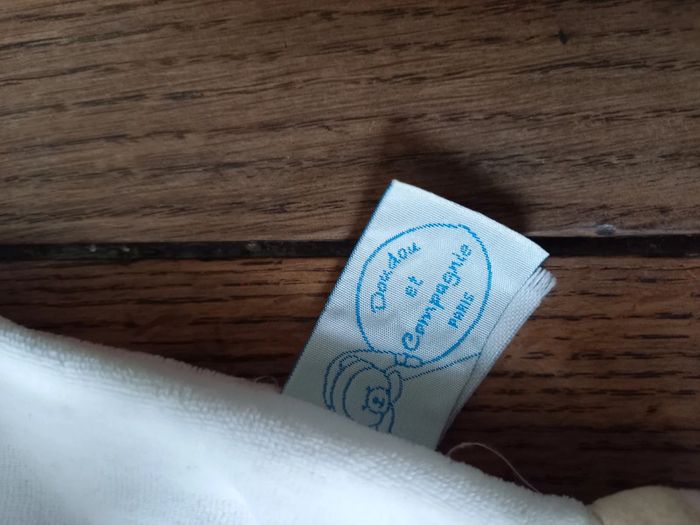 Doudou
et
Compagnie
PARIS